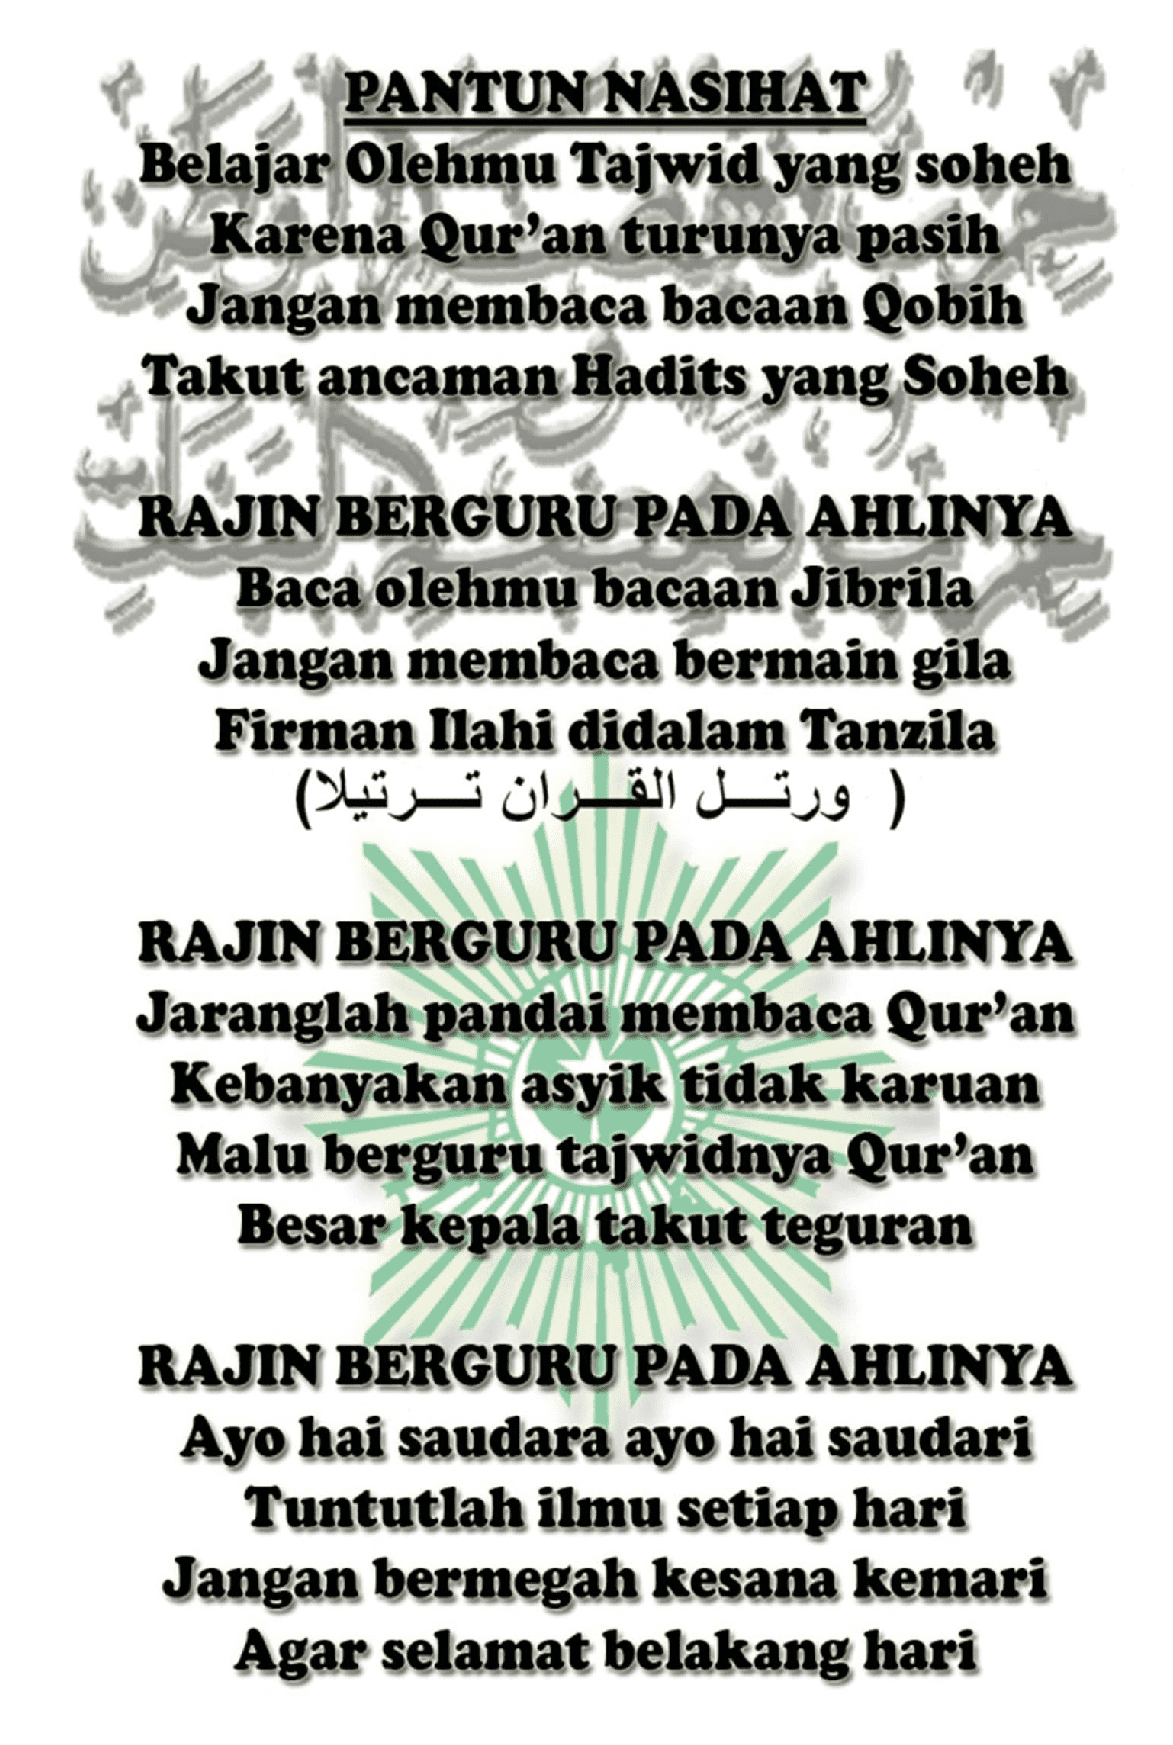 PANTUN NASIHAT
Belajar Olehmu Tajwid yang soheh
Karena Qur’an turunya pasih
Jangan membaca bacaan Qobih
Takut ancaman Hadits yang Soheh
RAJIN BERGURU PADA AHLINYA
Baca olehmu bacaan Jibrila
Jangan membaca bermain gila
Firman Ilahi didalam Tanzila
( ورتـــل القـــران تـــرتيلا)
RAJIN BERGURU PADA AHLINYA
Jaranglah pandai membaca Qur’an
Kebanyakan asyik tidak karuan
Malu berguru tajwidnya Qur’an
Besar kepala takut teguran
RAJIN BERGURU PADA AHLINYA
Ayo hai saudara ayo hai saudari
Tuntutlah ilmu setiap hari
Jangan bermegah kesana kemari
Agar selamat belakang hari